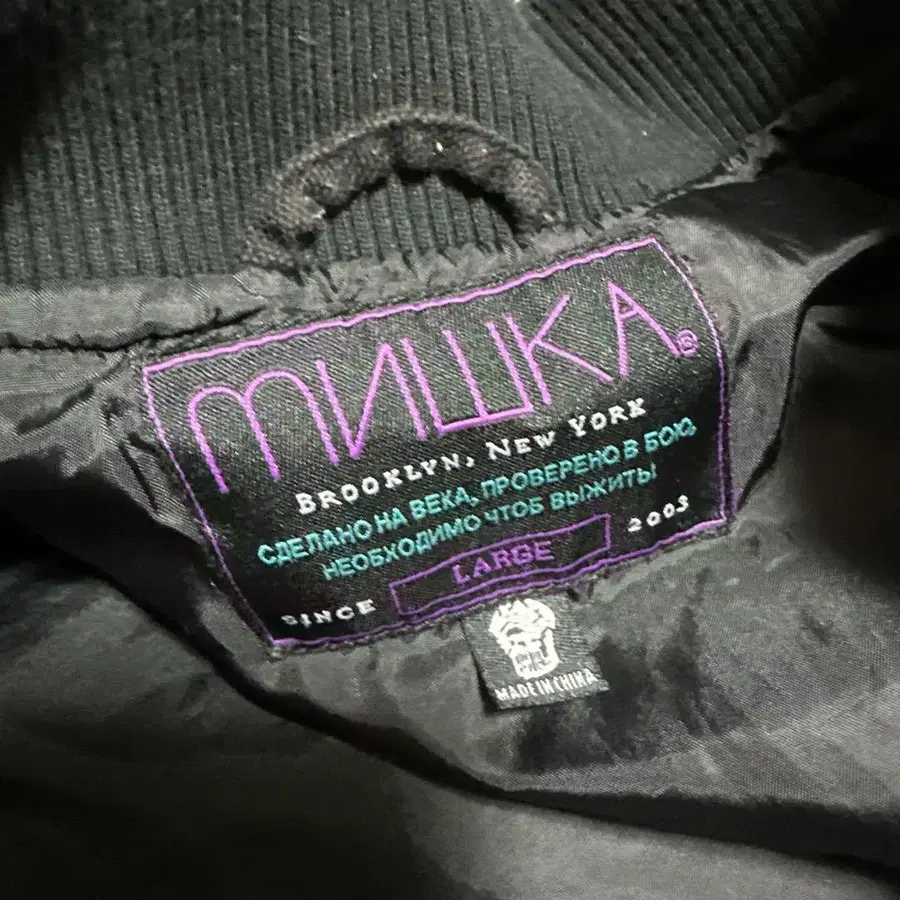 МИШКА®
BROOKLYN, NEW YORK
СДЕЛАНО НА ВЕКА, ПРОВЕРЕНО В БОЮ,
НЕОБХОДИМО ЧТОБ ВЫЖИТЬ!
SINCE LARGE 2003
MADE IN CHINA